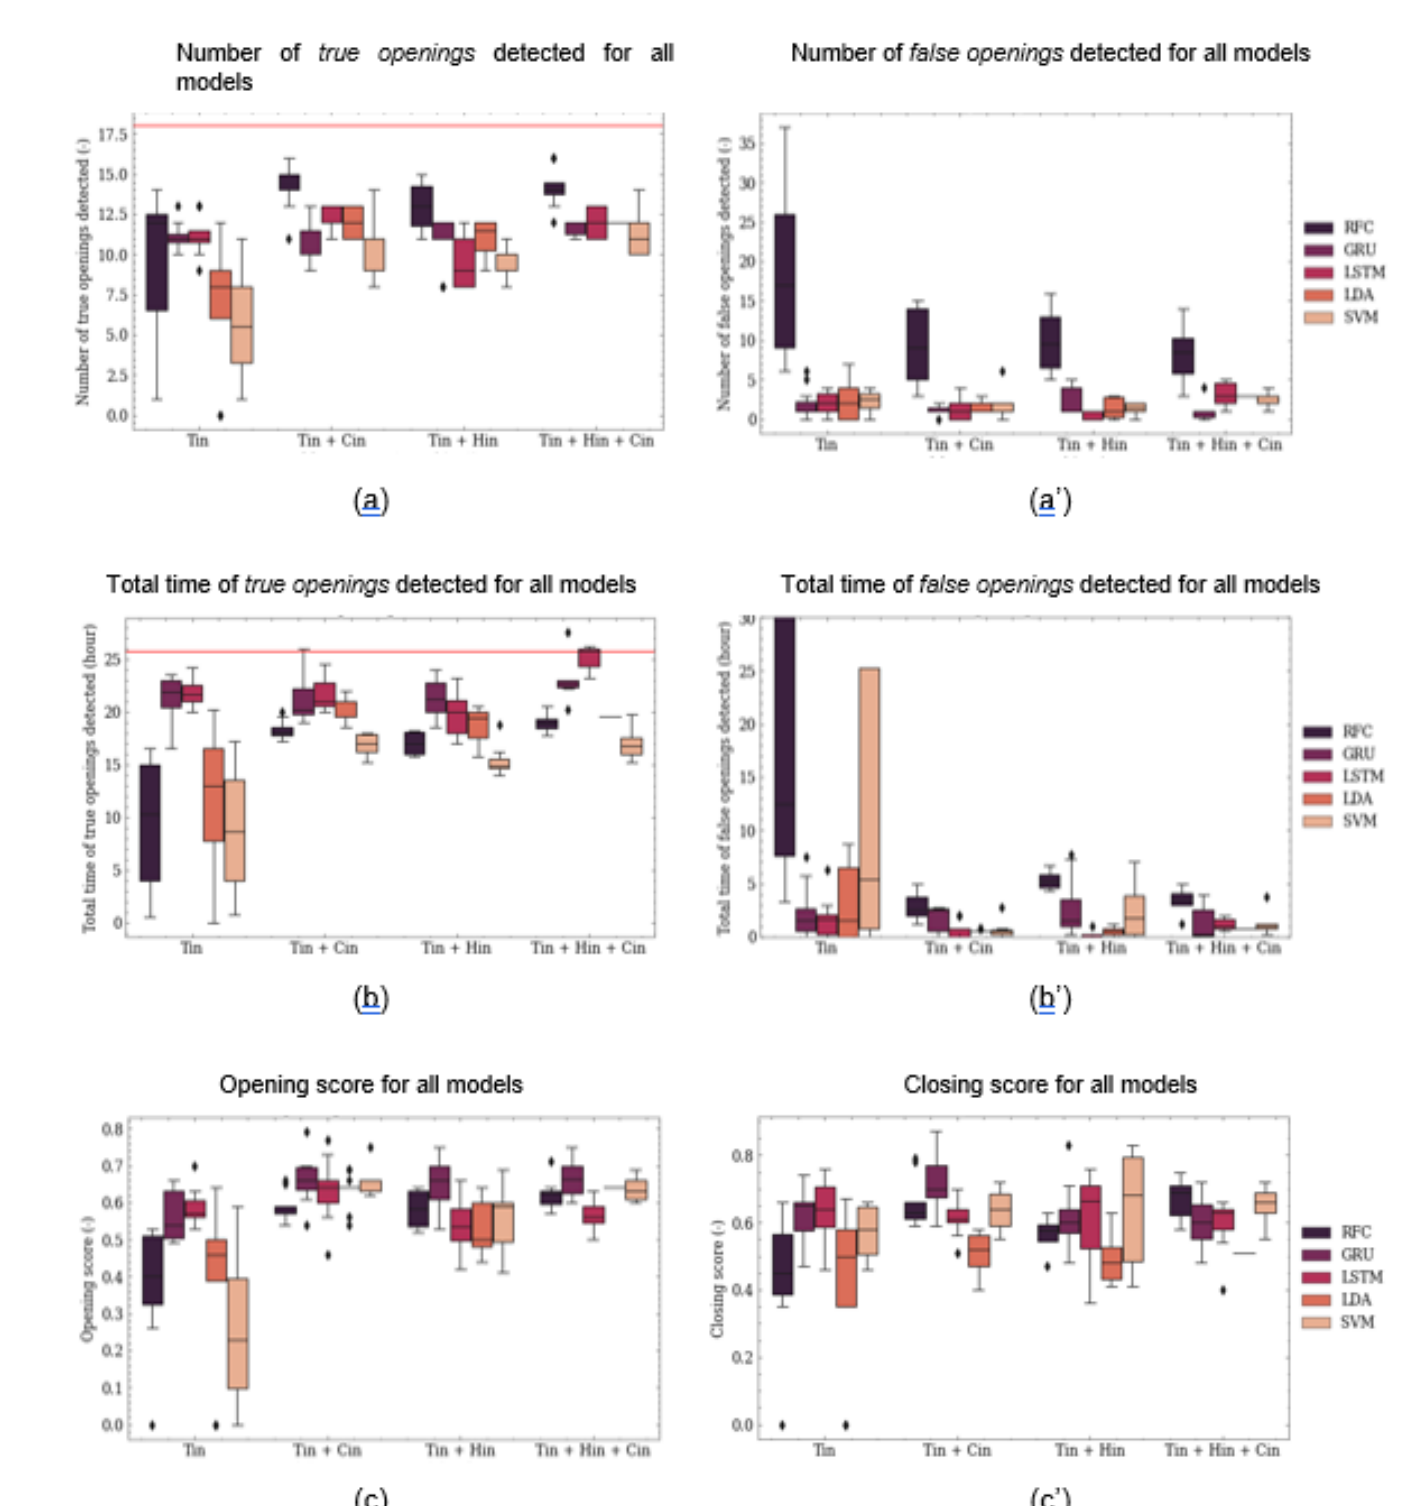 Number of true openings detected for all
models
Number of false openings detected for all models
Number of true openings detected (-)
17.5
15.0
12.5
10.0
7.5
5.0
2.5
0.0
Tin
Tin + Cin
Tin + Hin
Tin + Hin + Cin
Number of false openings detected (-)
35
30
25
20
15
10
5
0
Tin
Tin + Cin
Tin + Hin
Tin + Hin + Cin
RFC
GRU
LSTM
LDA
SVM
(a)
(a’)
Total time of true openings detected for all models
Total time of false openings detected for all models
Total time of true openings detected (hour)
25
20
15
10
5
0
Tin
Tin + Cin
Tin + Hin
Tin + Hin + Cin
Total time of false openings detected (hour)
30
25
20
15
10
5
0
Tin
Tin + Cin
Tin + Hin
Tin + Hin + Cin
RFC
GRU
LSTM
LDA
SVM
(b)
(b’)
Opening score for all models
Closing score for all models
Opening score (-)
0.8
0.7
0.6
0.5
0.4
0.3
0.2
0.1
0.0
Tin
Tin + Cin
Tin + Hin
Tin + Hin + Cin
Closing score (-)
0.8
0.6
0.4
0.2
0.0
Tin
Tin + Cin
Tin + Hin
Tin + Hin + Cin
RFC
GRU
LSTM
LDA
SVM
(c)
(c’)